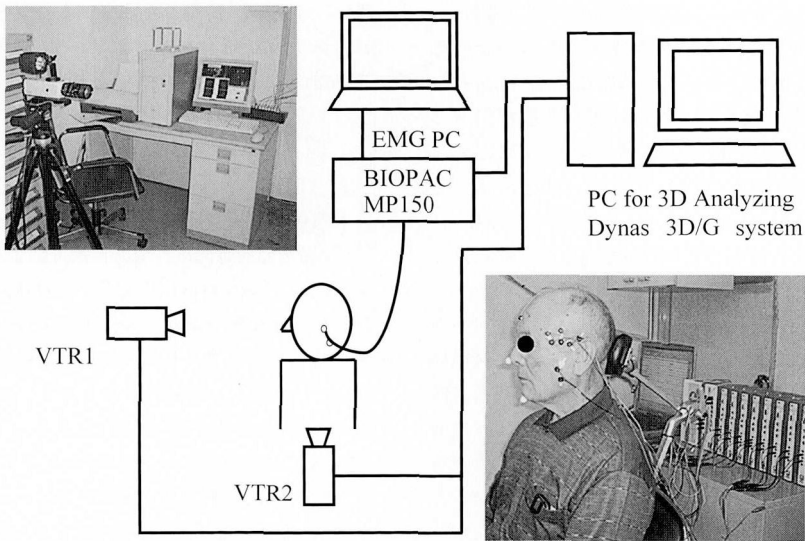 EMG PC
BIOPAC
MP150
PC for 3D Analyzing
Dynas 3D/G system
VTR1
VTR2